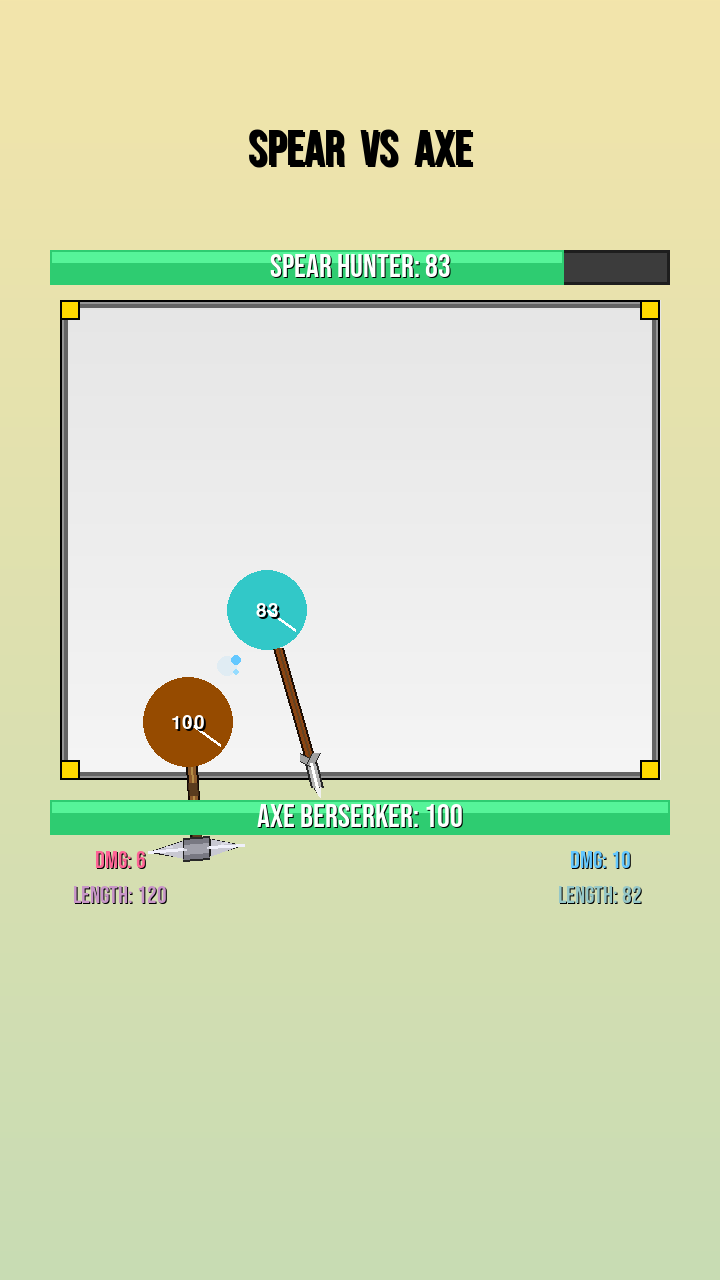 SPEAR VS AXE
SPEAR HUNTER: 83
83
100
AXE BERSERKER: 100
DMG: 6
DMG: 10
LENGTH: 120
LENGTH: 82